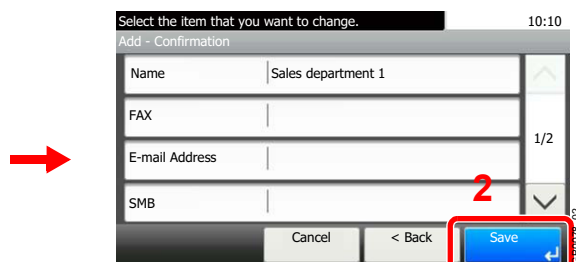 Select the item that you want to change. 10:10
Add - Confirmation
Name Sales department 1
FAX
1/2
E-mail Address
SMB
2
Cancel < Back Save